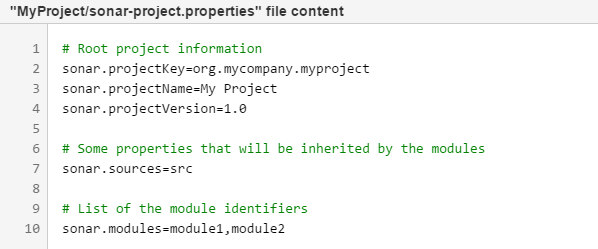 "MyProject/sonar-project.properties" file content
1 # Root project information
2 sonar.projectKey=org.mycompany.myproject
3 sonar.projectName=My Project
4 sonar.projectVersion=1.0
5
6 # Some properties that will be inherited by the modules
7 sonar.sources=src
8
9 # List of the module identifiers
10 sonar.modules=module1,module2